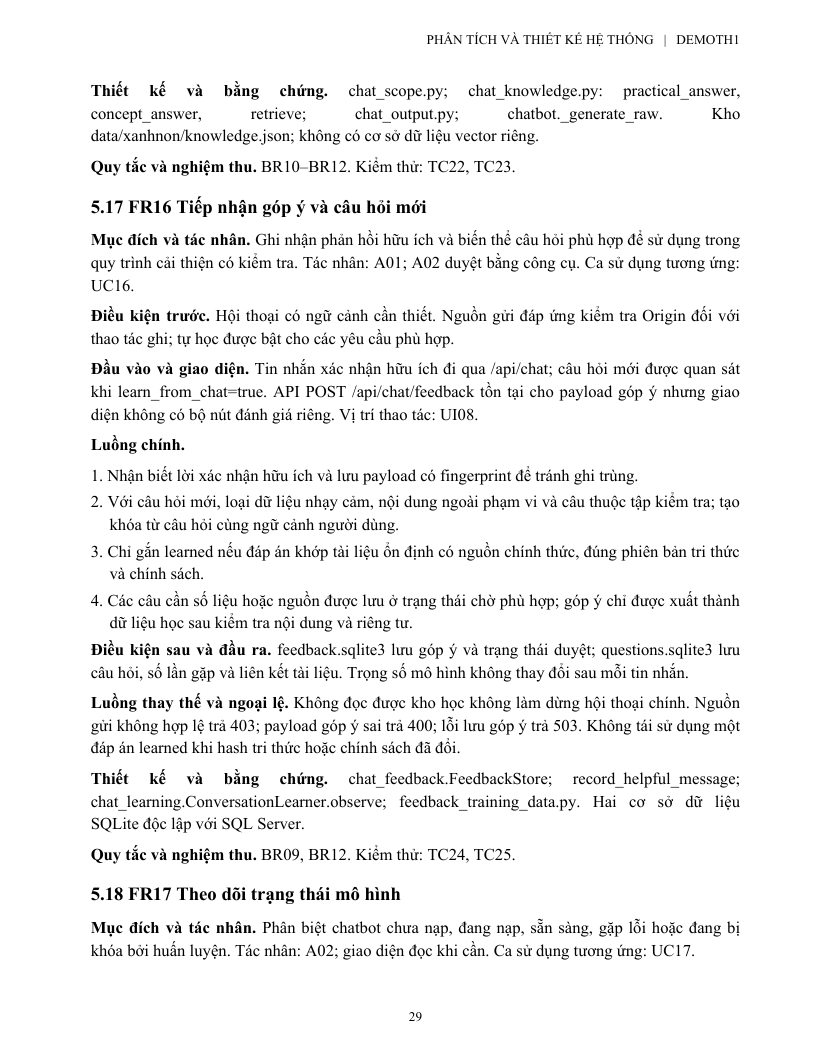 PHÂN TÍCH VÀ THIẾT KẾ HỆ THỐNG | DEMOTH1
Thiết kế và bằng chứng. chat_scope.py; chat_knowledge.py: practical_answer,
concept_answer, retrieve; chat_output.py; chatbot._generate_raw. Kho
data/xanhnon/knowledge.json; không có cơ sở dữ liệu vector riêng.
Quy tắc và nghiệm thu. BR10–BR12. Kiểm thử: TC22, TC23.
5.17 FR16 Tiếp nhận góp ý và câu hỏi mới
Mục đích và tác nhân. Ghi nhận phản hồi hữu ích và biến thể câu hỏi phù hợp để sử dụng trong
quy trình cải thiện có kiểm tra. Tác nhân: A01; A02 duyệt bằng công cụ. Ca sử dụng tương ứng:
UC16.
Điều kiện trước. Hội thoại có ngữ cảnh cần thiết. Nguồn gửi đáp ứng kiểm tra Origin đối với
thao tác ghi; tự học được bật cho các yêu cầu phù hợp.
Đầu vào và giao diện. Tin nhắn xác nhận hữu ích đi qua /api/chat; câu hỏi mới được quan sát
khi learn_from_chat=true. API POST /api/chat/feedback tồn tại cho payload góp ý nhưng giao
diện không có bộ nút đánh giá riêng. Vị trí thao tác: UI08.
Luồng chính.
1. Nhận biết lời xác nhận hữu ích và lưu payload có fingerprint để tránh ghi trùng.
2. Với câu hỏi mới, loại dữ liệu nhạy cảm, nội dung ngoài phạm vi và câu thuộc tập kiểm tra; tạo
khóa từ câu hỏi cùng ngữ cảnh người dùng.
3. Chỉ gắn learned nếu đáp án khớp tài liệu ổn định có nguồn chính thức, đúng phiên bản tri thức
và chính sách.
4. Các câu cần số liệu hoặc nguồn được lưu ở trạng thái chờ phù hợp; góp ý chỉ được xuất thành
dữ liệu học sau kiểm tra nội dung và riêng tư.
Điều kiện sau và đầu ra. feedback.sqlite3 lưu góp ý và trạng thái duyệt; questions.sqlite3 lưu
câu hỏi, số lần gặp và liên kết tài liệu. Trọng số mô hình không thay đổi sau mỗi tin nhắn.
Luồng thay thế và ngoại lệ. Không đọc được kho học không làm dừng hội thoại chính. Nguồn
gửi không hợp lệ trả 403; payload góp ý sai trả 400; lỗi lưu góp ý trả 503. Không tái sử dụng một
đáp án learned khi hash tri thức hoặc chính sách đã đổi.
Thiết kế và bằng chứng. chat_feedback.FeedbackStore; record_helpful_message;
chat_learning.ConversationLearner.observe; feedback_training_data.py. Hai cơ sở dữ liệu
SQLite độc lập với SQL Server.
Quy tắc và nghiệm thu. BR09, BR12. Kiểm thử: TC24, TC25.
5.18 FR17 Theo dõi trạng thái mô hình
Mục đích và tác nhân. Phân biệt chatbot chưa nạp, đang nạp, sẵn sàng, gặp lỗi hoặc đang bị
khóa bởi huấn luyện. Tác nhân: A02; giao diện đọc khi cần. Ca sử dụng tương ứng: UC17.
29